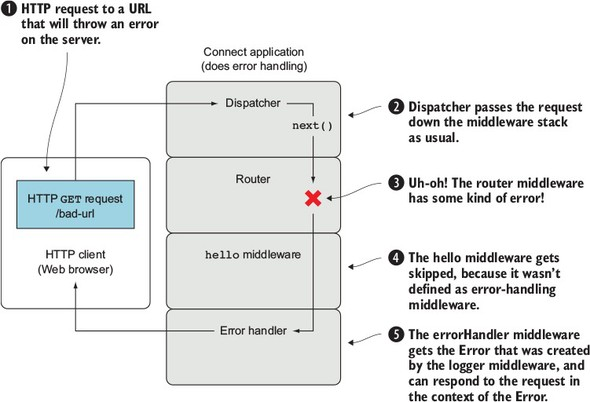 1 HTTP request to a URL
that will throw an error
on the server.
Connect application
(does error handling)
Dispatcher
next()
2 Dispatcher passes the request
down the middleware stack
as usual.
HTTP GET request
/bad-url
HTTP client
(Web browser)
Router
3 Uh-oh! The router middleware
has some kind of error!
hello middleware
4 The hello middleware gets
skipped, because it wasn't
defined as error-handling
middleware.
Error handler
5 The errorHandler middleware
gets the Error that was created
by the logger middleware, and
can respond to the request in
the context of the Error.